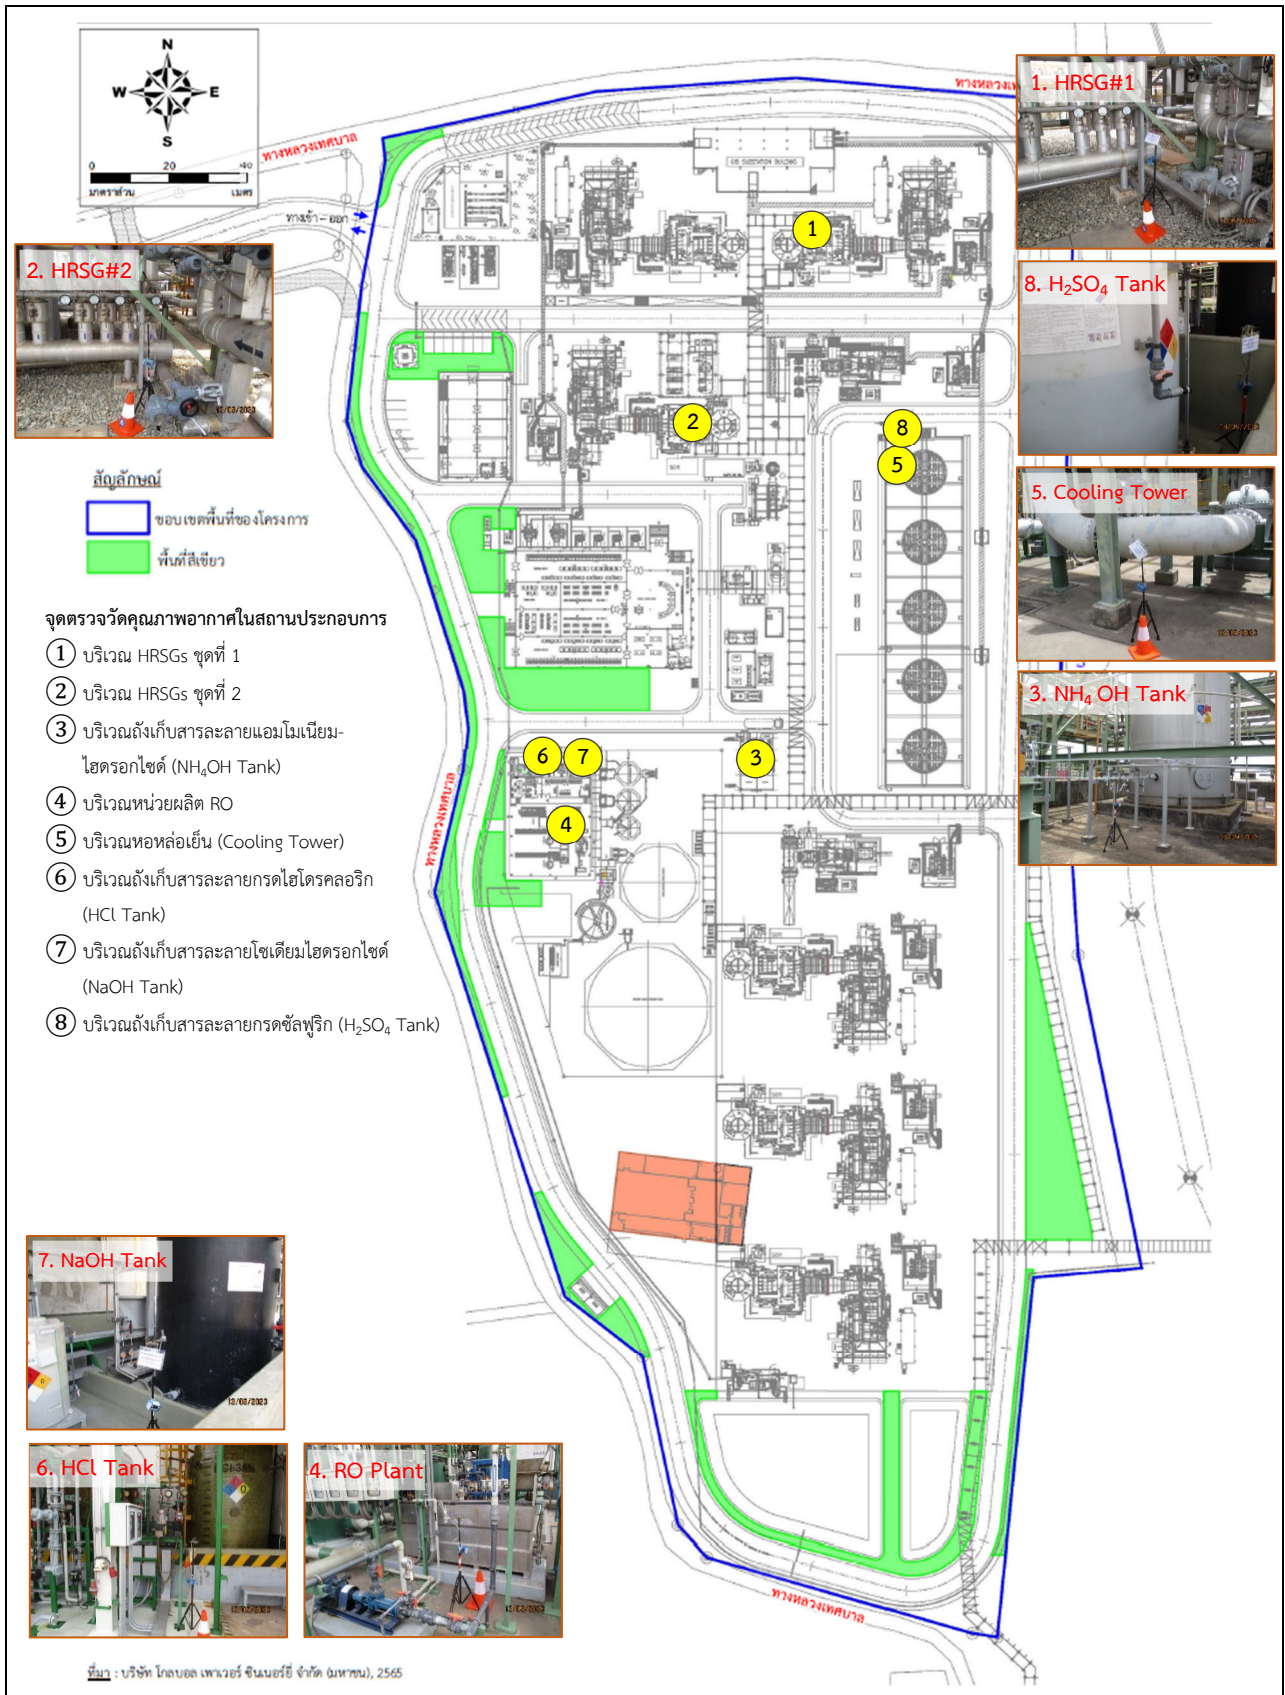 N
W E
S
0 20 40
มาตราส่วน เมตร
ทางหลวงเทศบาล
ทางเข้า – ออก
1. HRSG#1
2. HRSG#2
13/03/2023
8. H₂SO₄ Tank
5. Cooling Tower
3. NH₄ OH Tank
สัญลักษณ์
ขอบเขตพื้นที่ของโครงการ
พื้นที่สีเขียว
จุดตรวจวัดคุณภาพอากาศในสถานประกอบการ
1 บริเวณ HRSGs ชุดที่ 1
2 บริเวณ HRSGs ชุดที่ 2
3 บริเวณถังเก็บสารละลายแอมโมเนียม-
ไฮดรอกไซด์ (NH₄OH Tank)
4 บริเวณหน่วยผลิต RO
5 บริเวณหอหล่อเย็น (Cooling Tower)
6 บริเวณถังเก็บสารละลายกรดไฮโดรคลอริก
(HCl Tank)
7 บริเวณถังเก็บสารละลายโซเดียมไฮดรอกไซด์
(NaOH Tank)
8 บริเวณถังเก็บสารละลายกรดซัลฟูริก (H₂SO₄ Tank)
1
2
8
5
6 7
3
4
ทางหลวงเทศบาล
7. NaOH Tank
13/03/2023
6. HCl Tank
4. RO Plant
ทางหลวงเทศบาล
ที่มา : บริษัท โกลบอล เพาเวอร์ ซินเนอร์ยี่ จำกัด (มหาชน), 2565